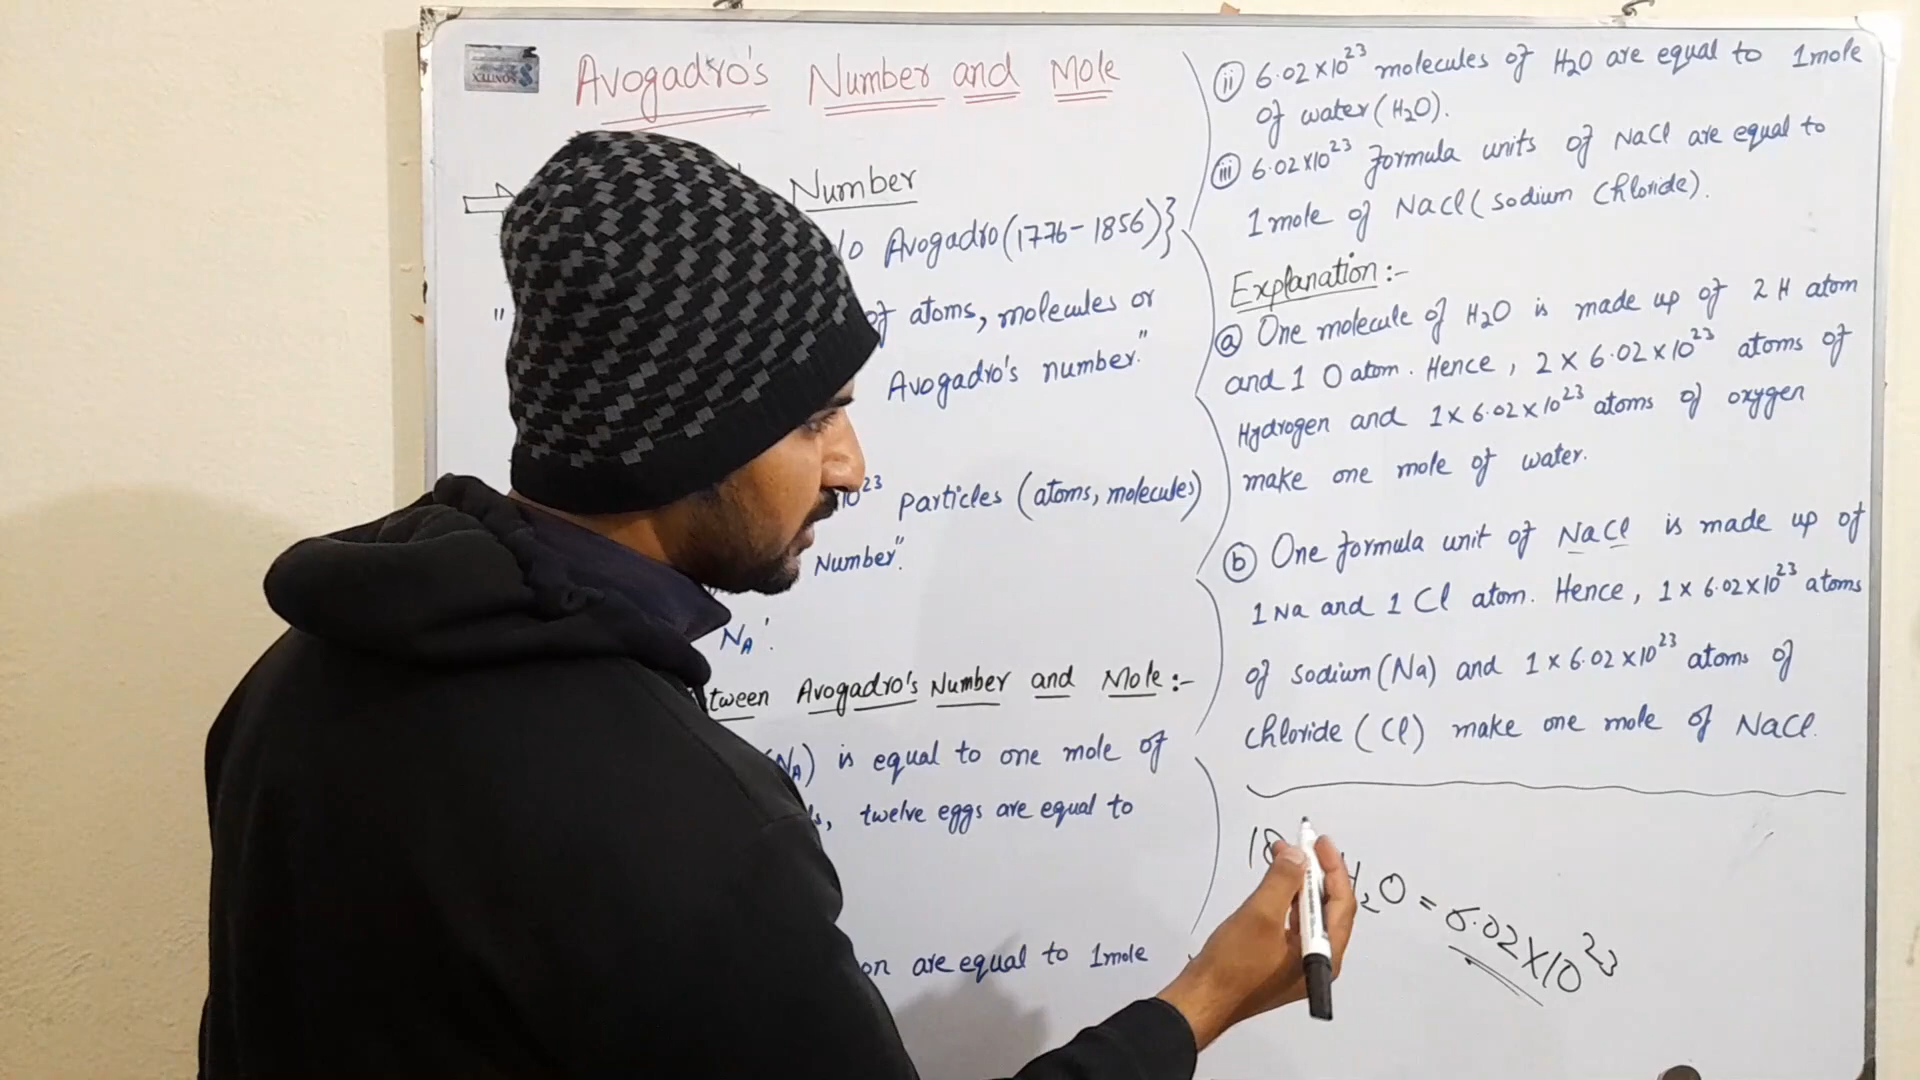 Avogadro's Number and Mole
Number
lo Avogadro (1776-1856)}
"
of atoms, molecules or
Avogadro's number."
10²³ particles (atoms, molecules)
Number".
NA'.
tween Avogadro's Number and Mole :-
NA) is equal to one mole of
, twelve eggs are equal to
on are equal to 1mole
ii 6.02×10²³ molecules of H₂O are equal to 1mole
of water (H₂O).
iii 6.02×10²³ formula units of NaCl are equal to
1mole of NaCl (sodium chloride).
Explanation :-
a One molecule of H₂O is made up of 2 H atom
and 1 O atom. Hence, 2 × 6.02×10²³ atoms of
Hydrogen and 1× 6.02×10²³ atoms of oxygen
make one mole of water.
b One formula unit of NaCl is made up of
1 Na and 1 Cl atom. Hence, 1 × 6.02×10²³ atoms
of sodium (Na) and 1 × 6.02×10²³ atoms of
chloride (Cl) make one mole of NaCl.
H₂O = 6.02×10²³